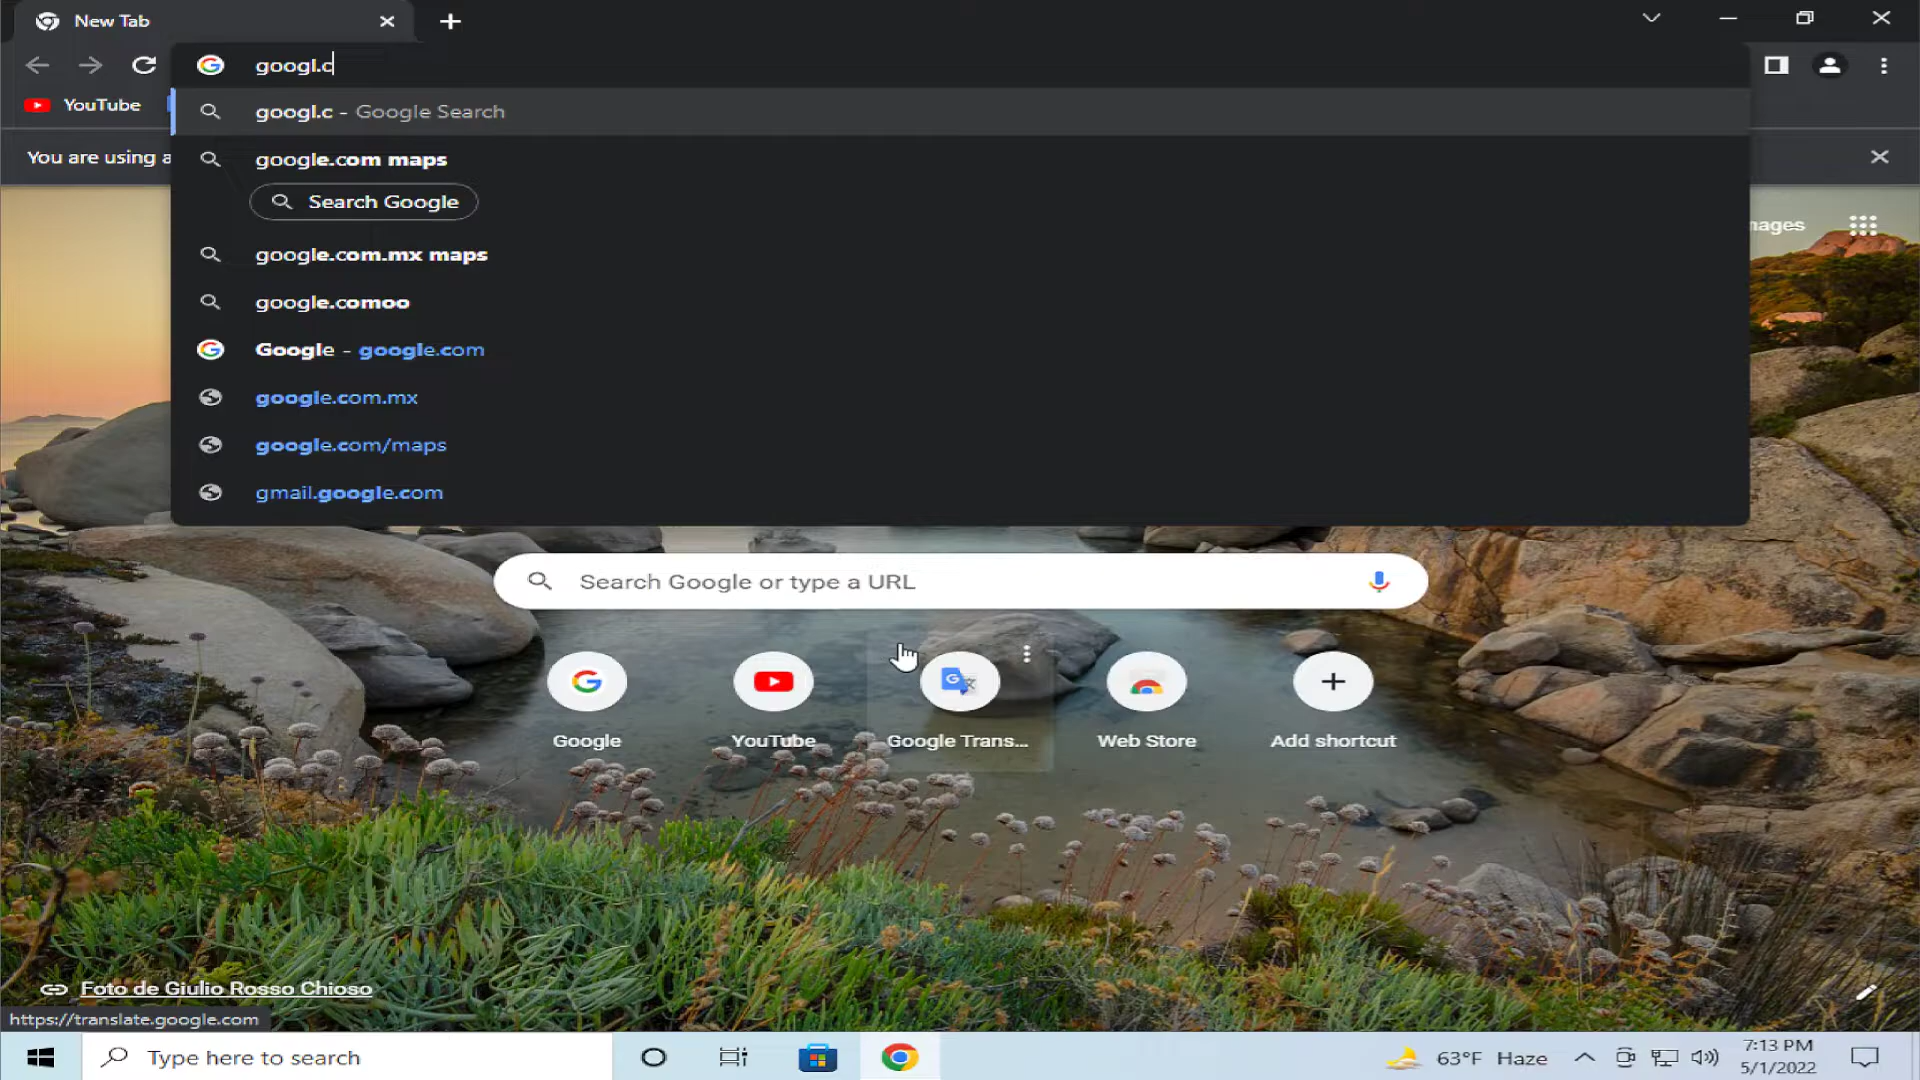 New Tab
googl.c
YouTube
googl.c - Google Search
You are using a
google.com maps
Search Google
mages
google.com.mx maps
google.comoo
Google - google.com
google.com.mx
google.com/maps
gmail.google.com
Search Google or type a URL
Google
YouTube
Google Trans...
Web Store
Add shortcut
Foto de Giulio Rosso Chioso
https://translate.google.com
Type here to search
63°F Haze
7:13 PM
5/1/2022